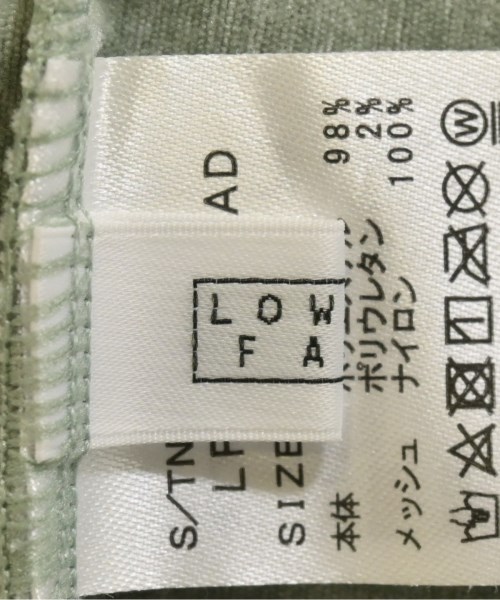 LOW
FA
S/TN
LF AD
SIZE
本体 98%
ポリウレタン 2%
メッシュ ナイロン 100%
W